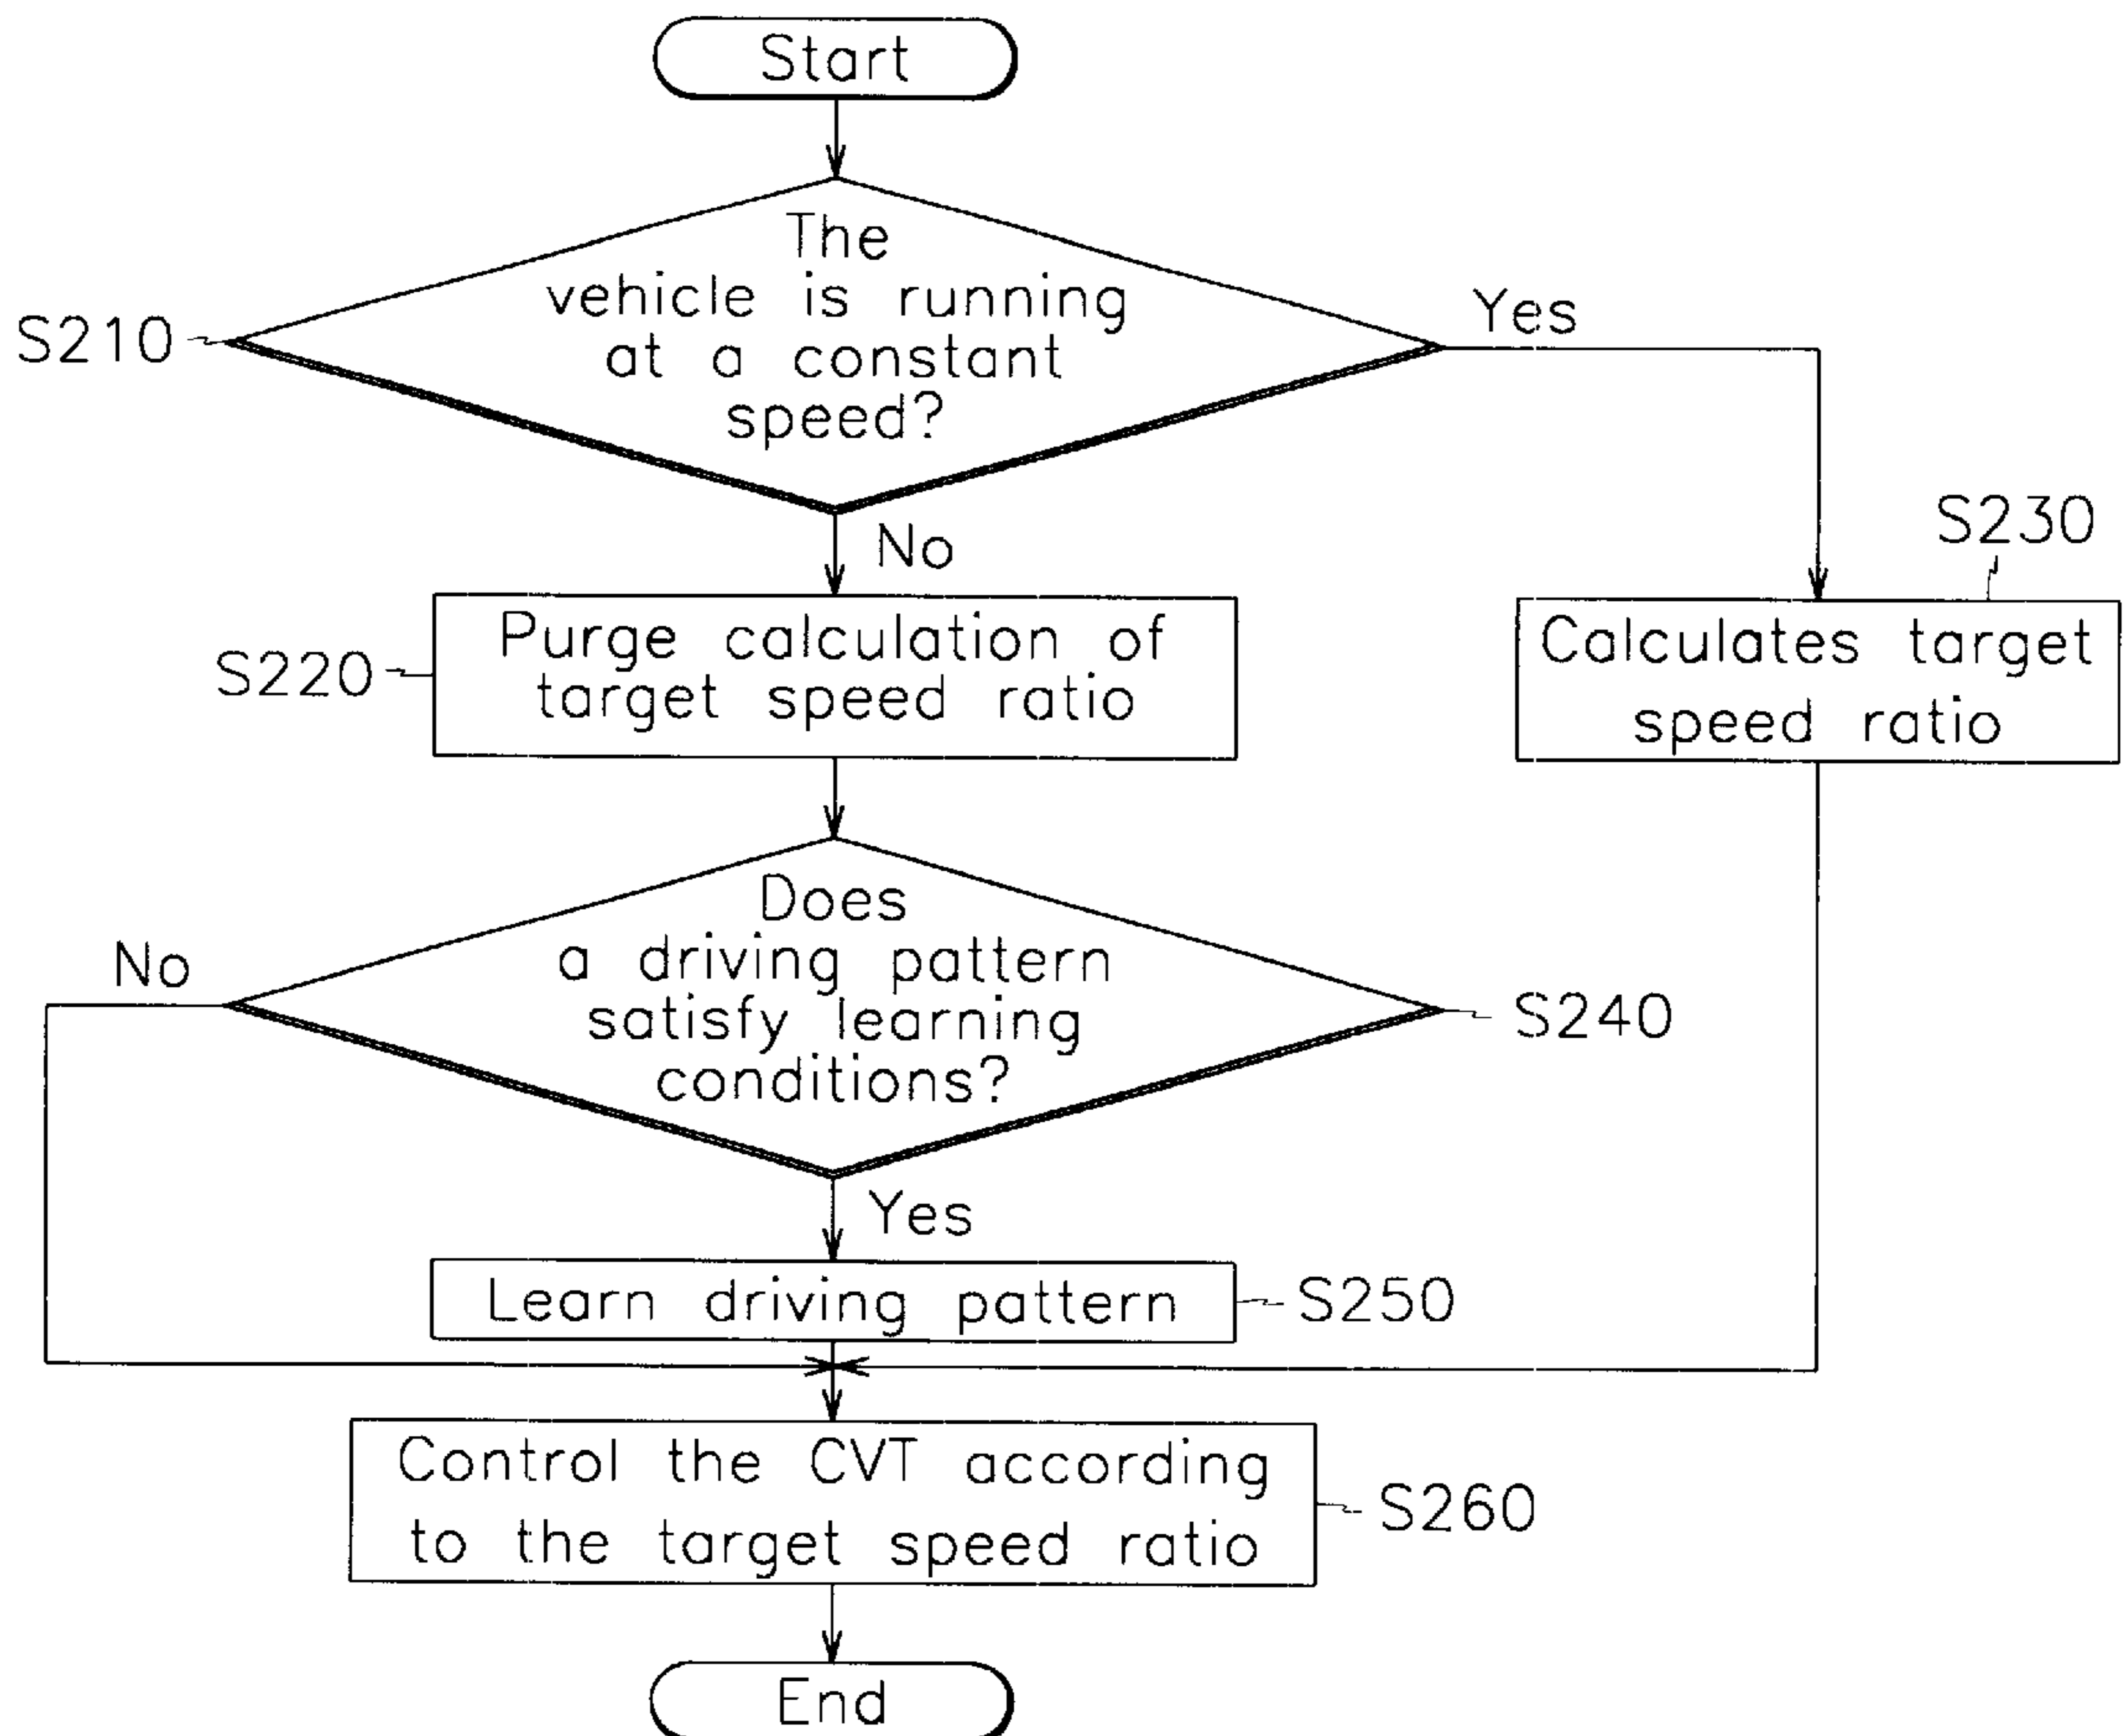 Start
The
vehicle is running
at a constant
speed?
S210
Yes
No
S220
Purge calculation of
target speed ratio
S230
Calculates target
speed ratio
Does
a driving pattern
satisfy learning
conditions?
No
S240
Yes
Learn driving pattern
S250
Control the CVT according
to the target speed ratio
S260
End